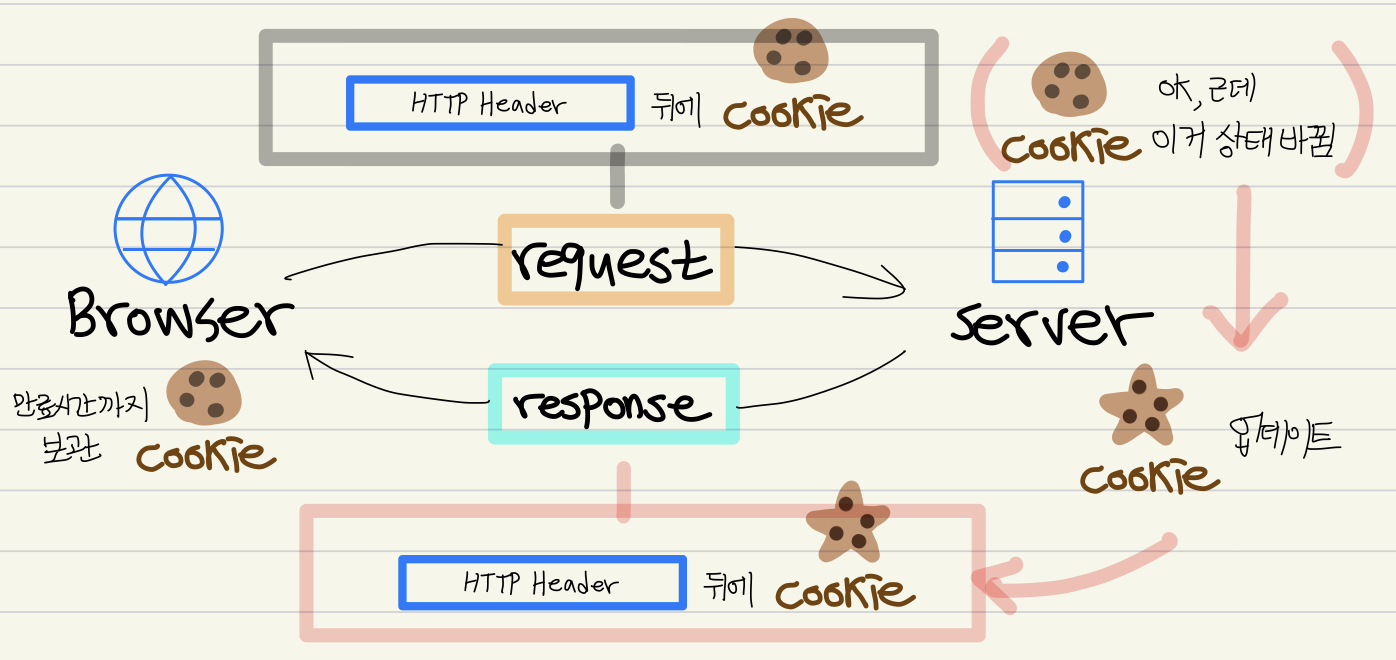 HTTP Header 뒤에 cookie
cookie
아, 근데
이거 상태 바뀜
request
Browser
server
만료시간까지
보관
cookie
response
업데이트
cookie
HTTP Header 뒤에 cookie